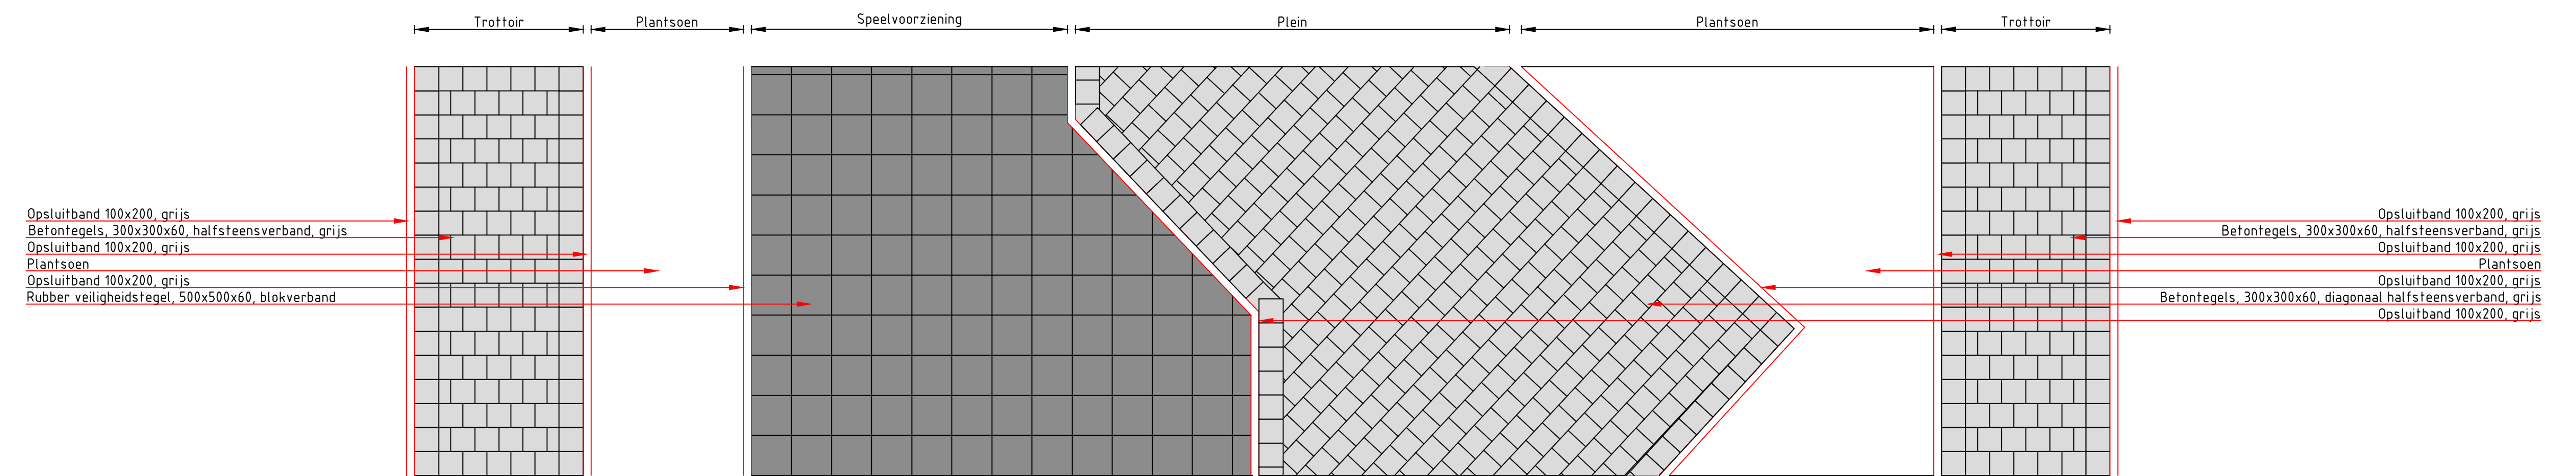 Trottoir
Plantsoen
Speelvoorziening
Plein
Plantsoen
Trottoir
Opsluitband 100x200, grijs
Betontegels, 300x300x60, halfsteensverband, grijs
Opsluitband 100x200, grijs
Plantsoen
Opsluitband 100x200, grijs
Rubber veiligheidstegel, 500x500x60, blokverband
Opsluitband 100x200, grijs
Betontegels, 300x300x60, halfsteensverband, grijs
Opsluitband 100x200, grijs
Plantsoen
Opsluitband 100x200, grijs
Betontegels, 300x300x60, diagonaal halfsteensverband, grijs
Opsluitband 100x200, grijs